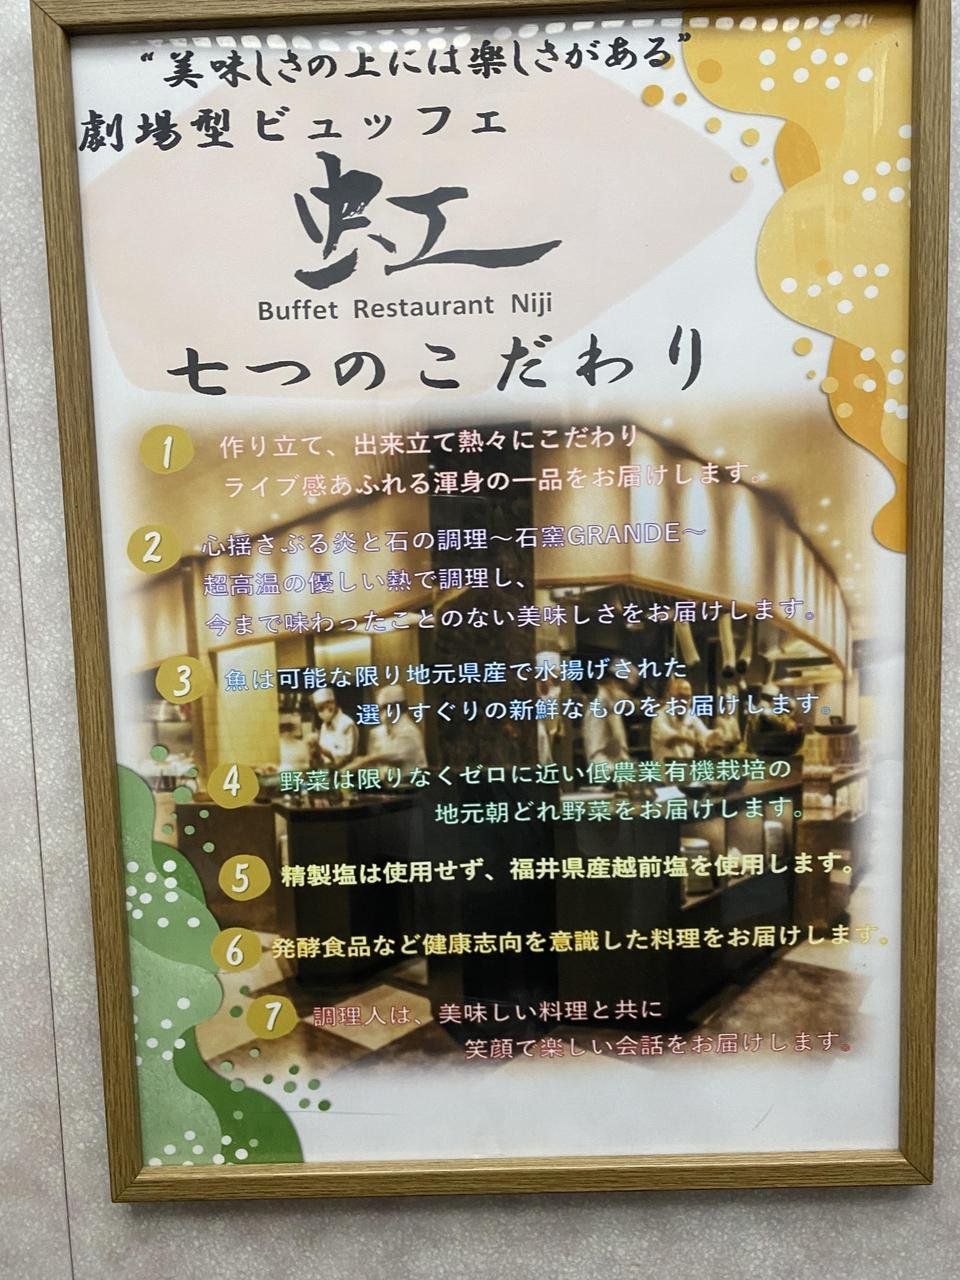 “美味しさの上には楽しさがある”
劇場型ビュッフェ
虹
Buffet Restaurant Niji
七つのこだわり
1 作り立て、出来立て熱々にこだわり
ライブ感あふれる渾身の一品をお届けします。
2 心揺さぶる炎と石の調理～石窯GRANDE～
超高温の優しい熱で調理し、
今まで味わったことのない美味しさをお届けします。
3 魚は可能な限り地元県産で水揚げされた
選りすぐりの新鮮なものをお届けします。
4 野菜は限りなくゼロに近い低農業有機栽培の
地元朝どれ野菜をお届けします。
5 精製塩は使用せず、福井県産越前塩を使用します。
6 発酵食品など健康志向を意識した料理をお届けします。
7 調理人は、美味しい料理と共に
笑顔で楽しい会話をお届けします。